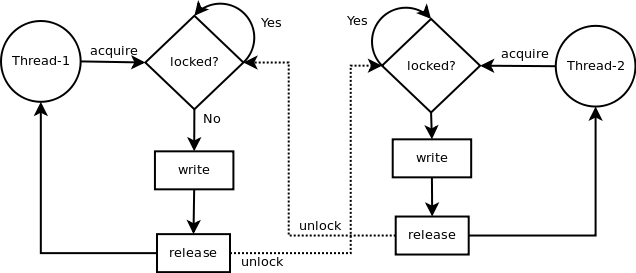 Yes
Yes
Thread-1
acquire
locked?
locked?
acquire
Thread-2
No
write
write
unlock
release
release
unlock